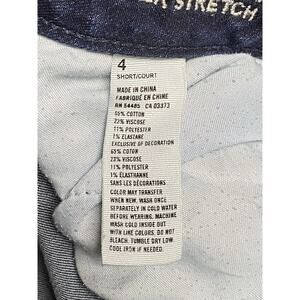 STRETCH
4
SHORT/COURT
MADE IN CHINA
FABRIQUÉ EN CHINE
RN 54485 CA 03373
65% COTTON
23% VISCOSE
11% POLYESTER
1% ELASTANE
EXCLUSIVE OF DECORATION
65% COTON
23% VISCOSE
11% POLYESTER
1% ÉLASTHANNE
SANS LES DÉCORATIONS
COLOR MAY TRANSFER
WHEN NEW. WASH ONCE
SEPARATELY IN COLD WATER
BEFORE WEARING. MACHINE
WASH COLD INSIDE OUT
WITH LIKE COLORS. DO NOT
BLEACH. TUMBLE DRY LOW.
COOL IRON IF NEEDED.